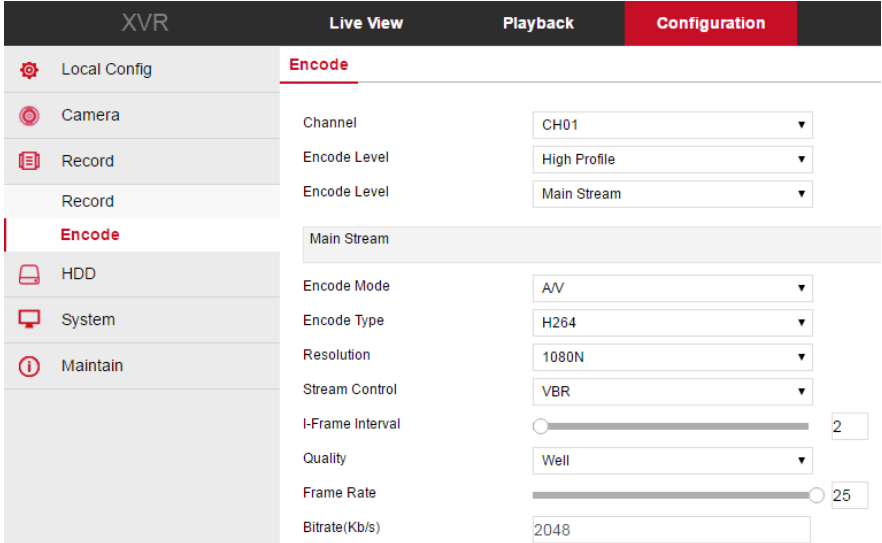 XVR Live View Playback Configuration
Local Config
Camera
Record
Record
Encode
HDD
System
Maintain
Encode
Channel CH01
Encode Level High Profile
Encode Level Main Stream
Main Stream
Encode Mode A/V
Encode Type H264
Resolution 1080N
Stream Control VBR
I-Frame Interval 2
Quality Well
Frame Rate 25
Bitrate(Kb/s) 2048